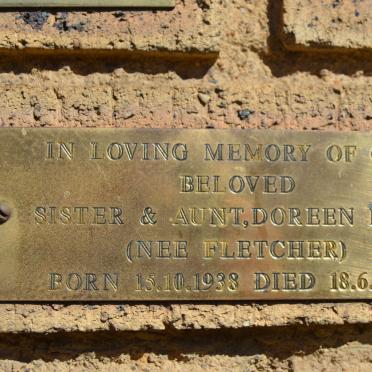 IN LOVING MEMORY OF
BELOVED
SISTER & AUNT, DOREEN
(NEE FLETCHER)
BORN 15.10.1938 DIED 18.6.